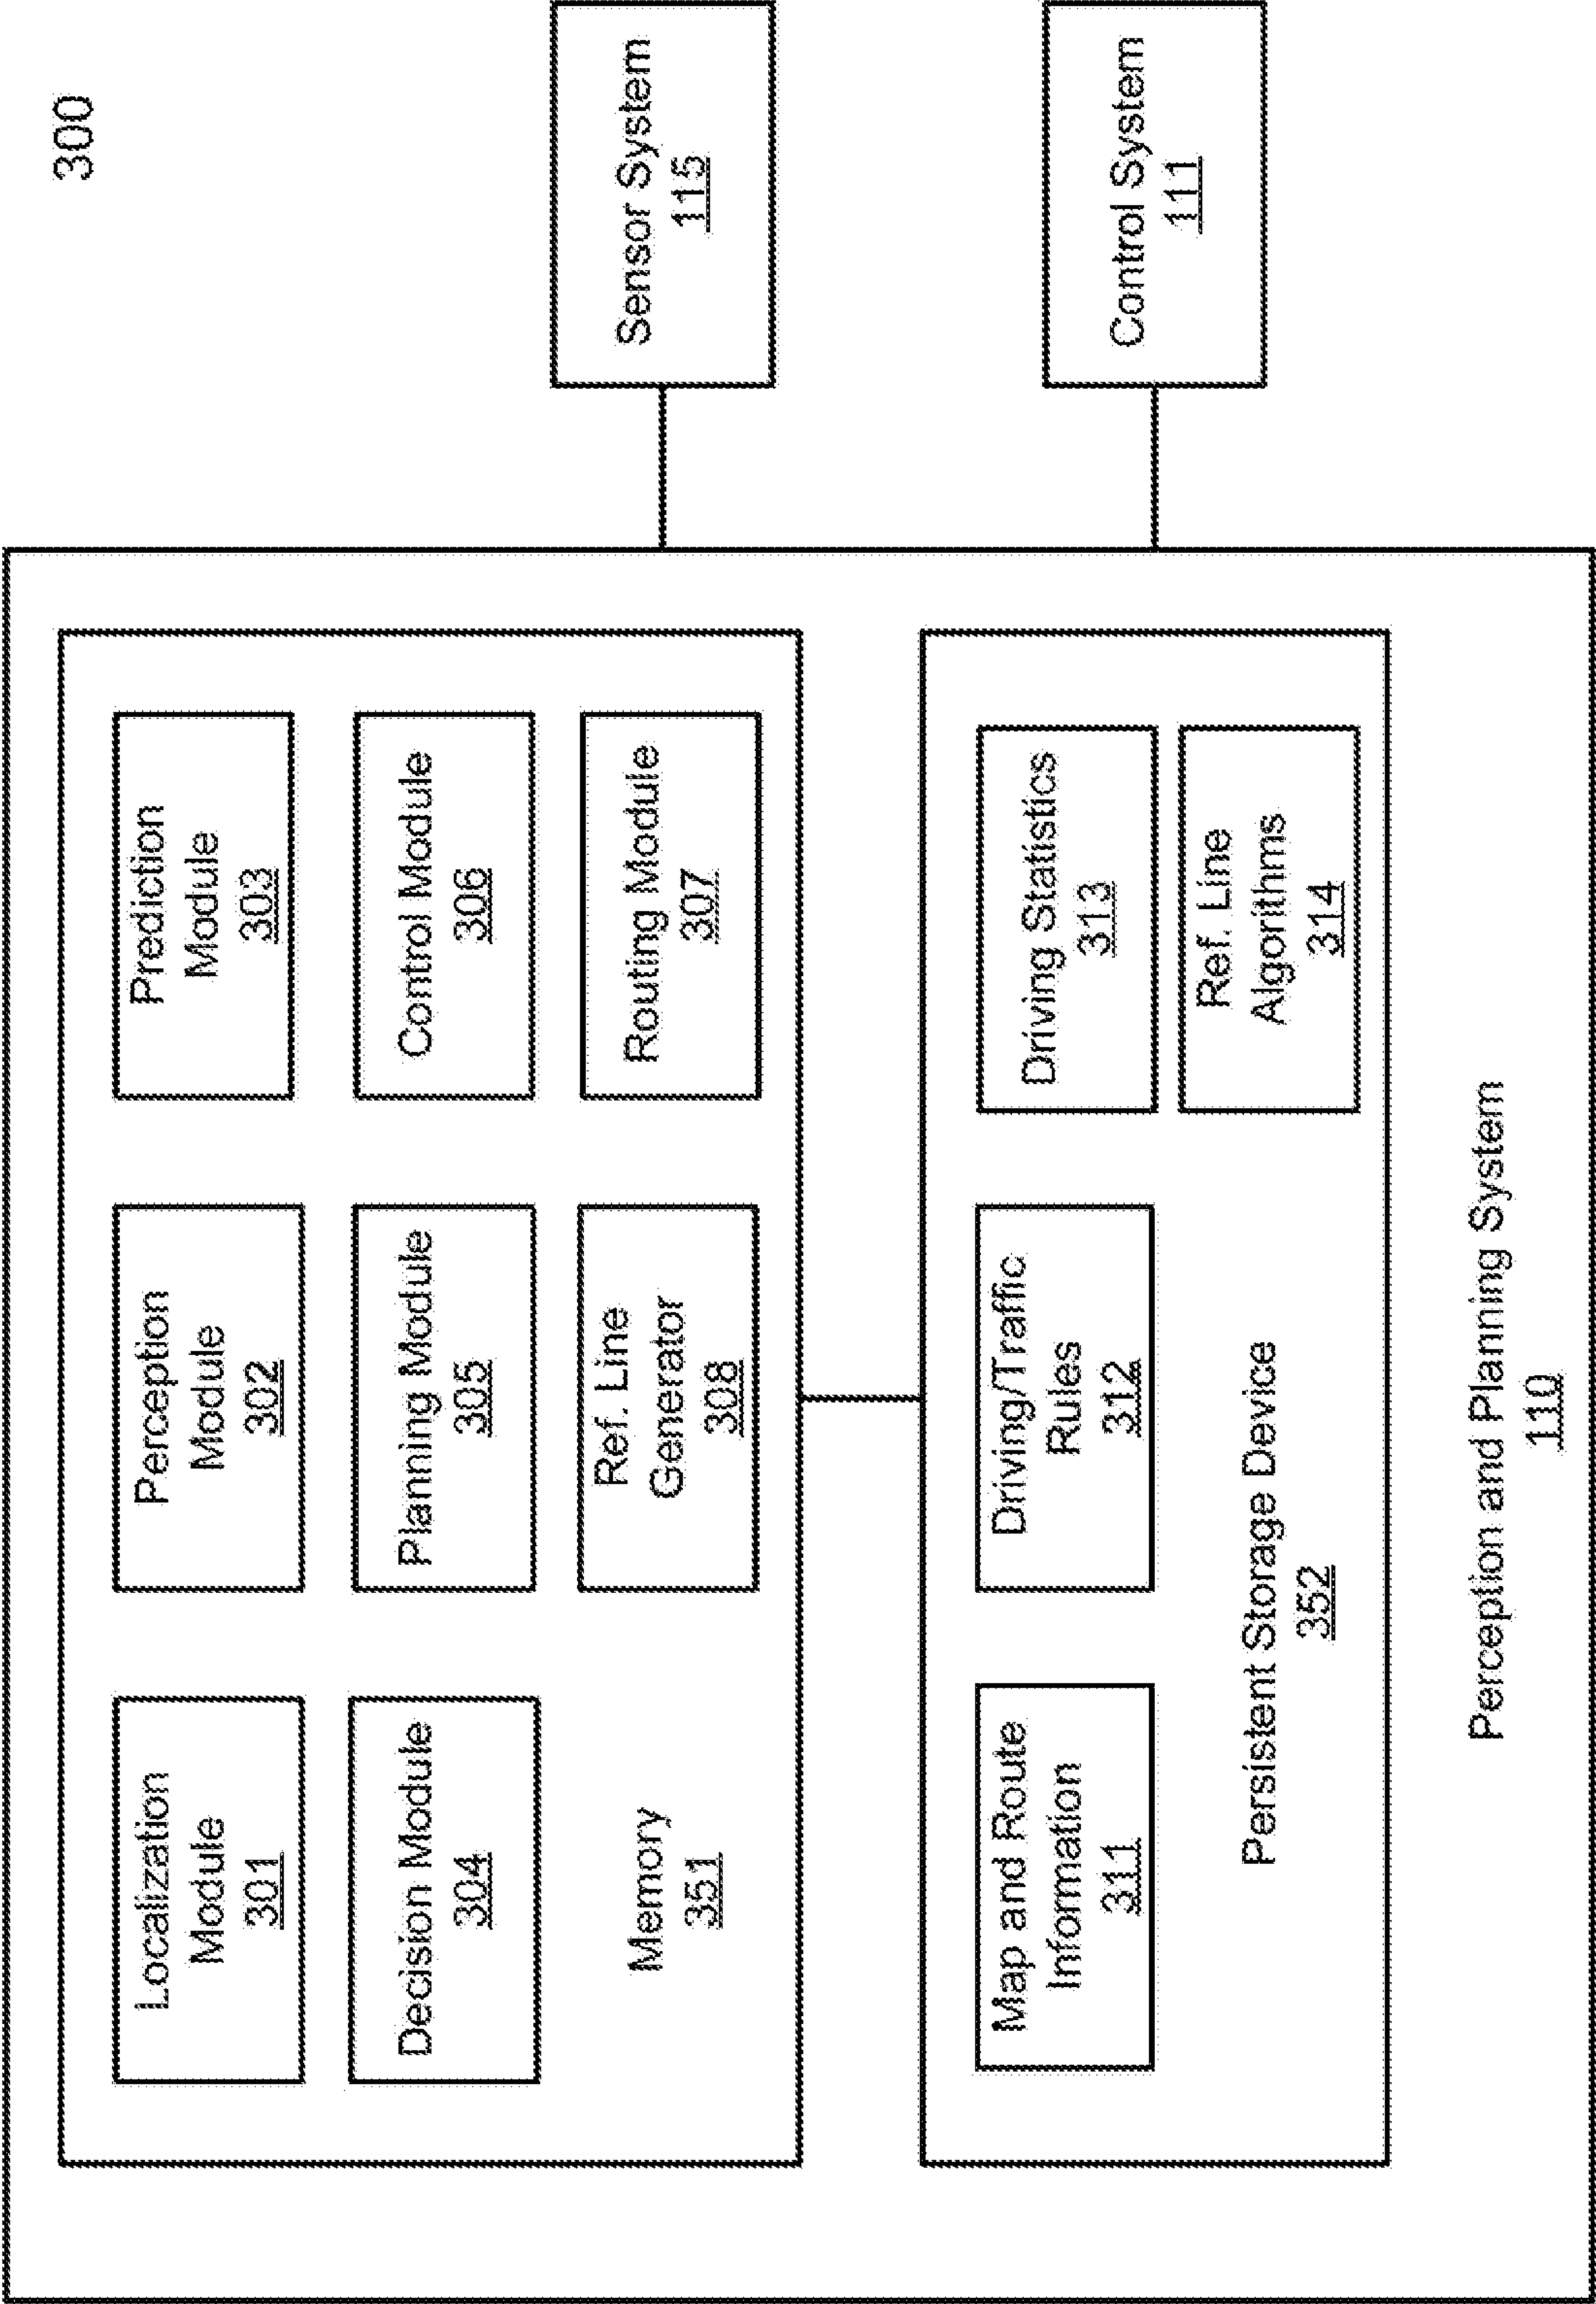 300
Localization
Module
301
Perception
Module
302
Prediction
Module
303
Decision Module
304
Planning Module
305
Control Module
306
Memory
351
Ref. Line
Generator
308
Routing Module
307
Sensor System
115
Map and Route
Information
311
Driving/Traffic
Rules
312
Driving Statistics
313
Ref. Line
Algorithms
314
Persistent Storage Device
352
Control System
111
Perception and Planning System
110